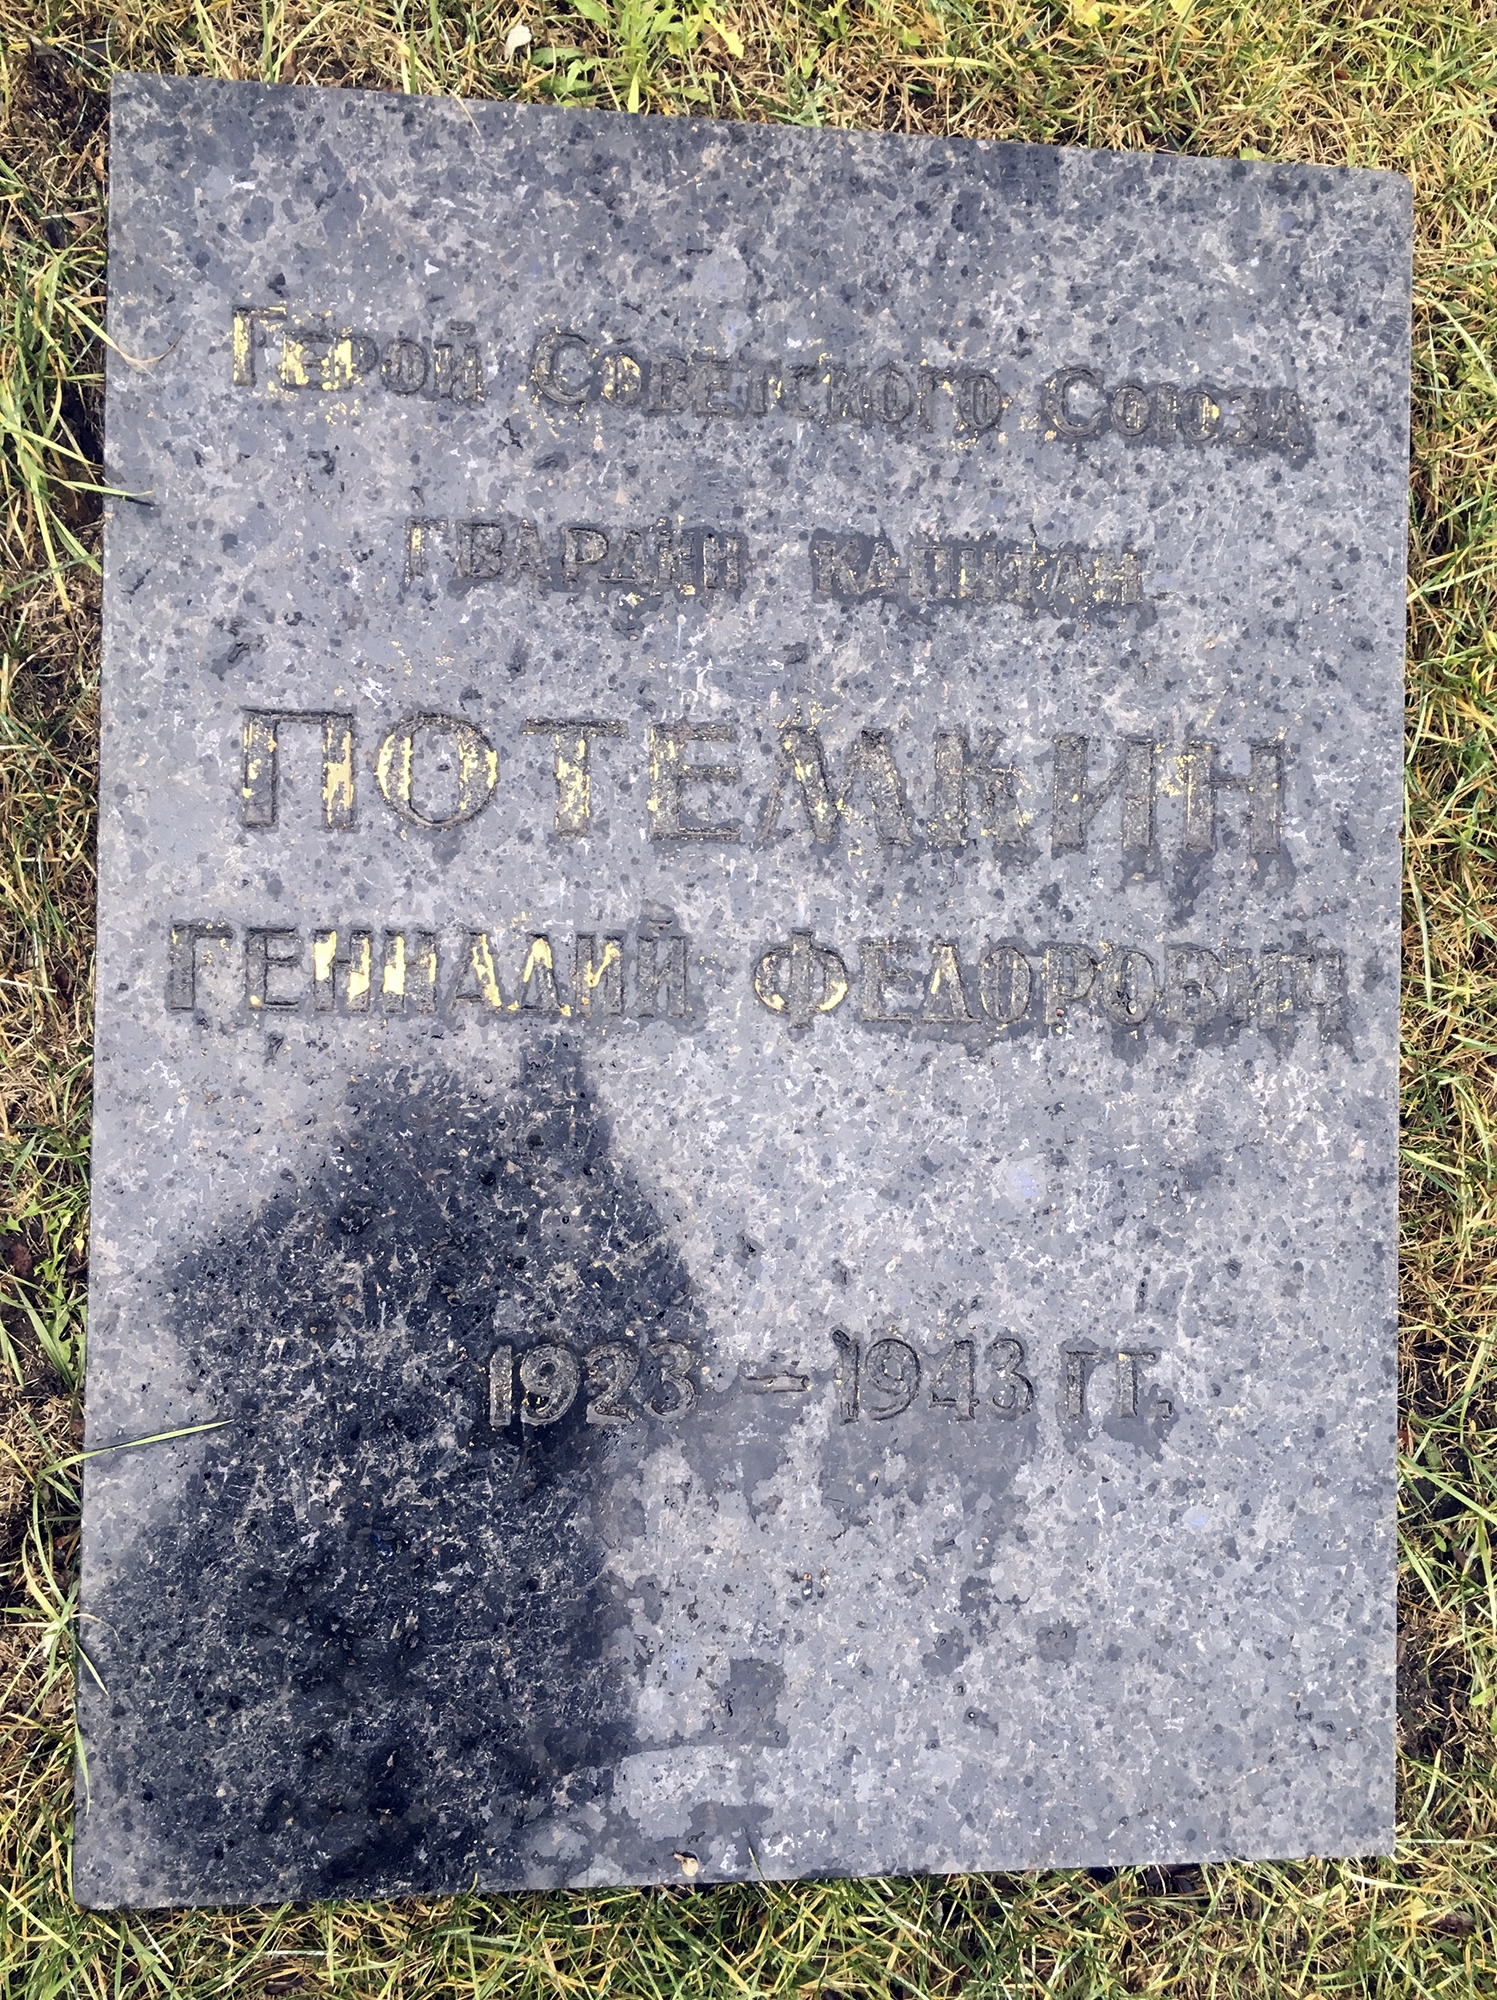 Герой Советского Союза
ГВАРДИИ КАПИТАН
ПОТЕМКИН
ГЕННАДИЙ ФЕДОРОВИЧ
1923 – 1943 ГГ.